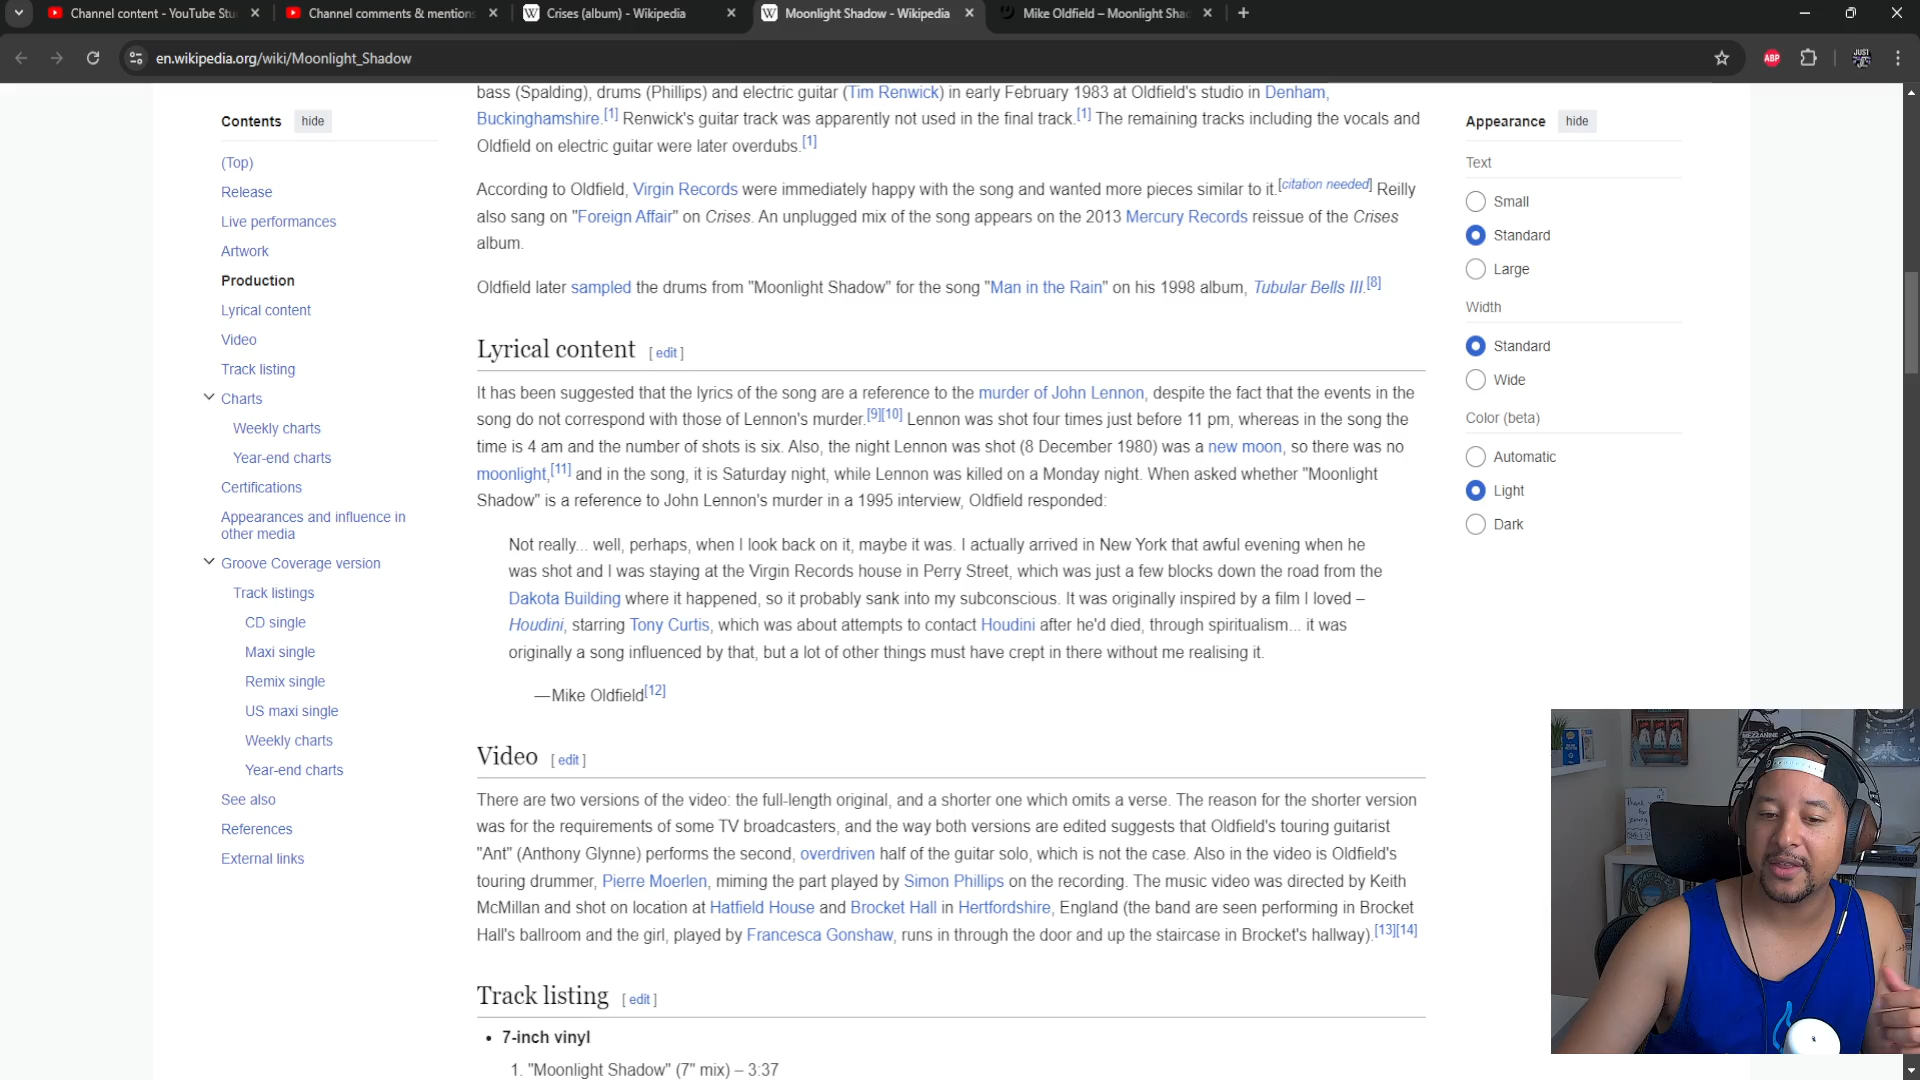 Channel content - YouTube Stu
Channel comments & mentions
Crises (album) - Wikipedia
Moonlight Shadow - Wikipedia
Mike Oldfield – Moonlight Shad
en.wikipedia.org/wiki/Moonlight_Shadow
ABP
Contents hide
(Top)
Release
Live performances
Artwork
Production
Lyrical content
Video
Track listing
Charts
Weekly charts
Year-end charts
Certifications
Appearances and influence in
other media
Groove Coverage version
Track listings
CD single
Maxi single
Remix single
US maxi single
Weekly charts
Year-end charts
See also
References
External links
bass (Spalding), drums (Phillips) and electric guitar (Tim Renwick) in early February 1983 at Oldfield's studio in Denham,
Buckinghamshire.[1] Renwick's guitar track was apparently not used in the final track.[1] The remaining tracks including the vocals and
Oldfield on electric guitar were later overdubs.[1]
According to Oldfield, Virgin Records were immediately happy with the song and wanted more pieces similar to it.[citation needed] Reilly
also sang on "Foreign Affair" on Crises. An unplugged mix of the song appears on the 2013 Mercury Records reissue of the Crises
album.
Oldfield later sampled the drums from "Moonlight Shadow" for the song "Man in the Rain" on his 1998 album, Tubular Bells III.[8]
Lyrical content [ edit ]
It has been suggested that the lyrics of the song are a reference to the murder of John Lennon, despite the fact that the events in the
song do not correspond with those of Lennon's murder.[9][10] Lennon was shot four times just before 11 pm, whereas in the song the
time is 4 am and the number of shots is six. Also, the night Lennon was shot (8 December 1980) was a new moon, so there was no
moonlight,[11] and in the song, it is Saturday night, while Lennon was killed on a Monday night. When asked whether "Moonlight
Shadow" is a reference to John Lennon's murder in a 1995 interview, Oldfield responded:
Not really... well, perhaps, when I look back on it, maybe it was. I actually arrived in New York that awful evening when he
was shot and I was staying at the Virgin Records house in Perry Street, which was just a few blocks down the road from the
Dakota Building where it happened, so it probably sank into my subconscious. It was originally inspired by a film I loved –
Houdini, starring Tony Curtis, which was about attempts to contact Houdini after he'd died, through spiritualism... it was
originally a song influenced by that, but a lot of other things must have crept in there without me realising it.
—Mike Oldfield[12]
Video [ edit ]
There are two versions of the video: the full-length original, and a shorter one which omits a verse. The reason for the shorter version
was for the requirements of some TV broadcasters, and the way both versions are edited suggests that Oldfield's touring guitarist
"Ant" (Anthony Glynne) performs the second, overdriven half of the guitar solo, which is not the case. Also in the video is Oldfield's
touring drummer, Pierre Moerlen, miming the part played by Simon Phillips on the recording. The music video was directed by Keith
McMillan and shot on location at Hatfield House and Brocket Hall in Hertfordshire, England (the band are seen performing in Brocket
Hall's ballroom and the girl, played by Francesca Gonshaw, runs in through the door and up the staircase in Brocket's hallway).[13][14]
Track listing [ edit ]
• 7-inch vinyl
1. "Moonlight Shadow" (7" mix) – 3:37
Appearance hide
Text
Small
Standard
Large
Width
Standard
Wide
Color (beta)
Automatic
Light
Dark